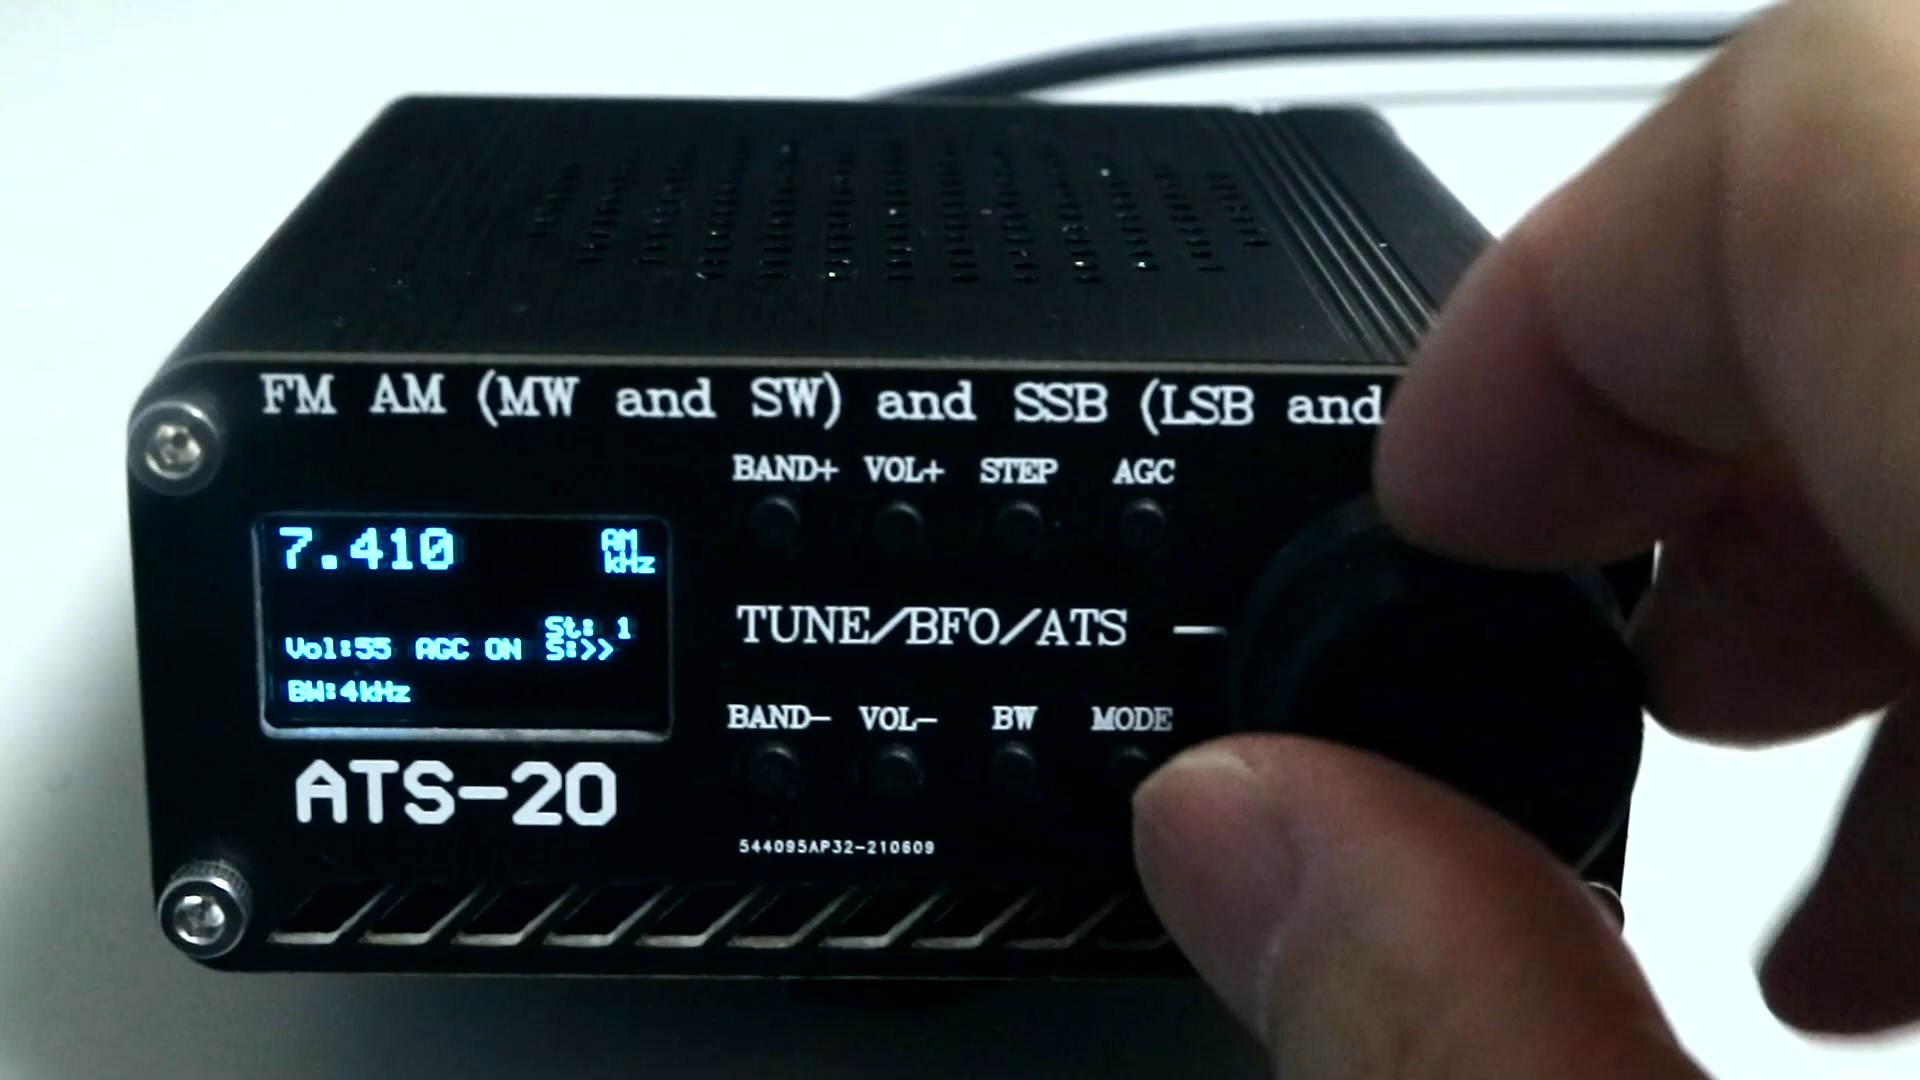 FM AM (MW and SW) and SSB (LSB and
BAND+ VOL+ STEP AGC
7.410 AM kHz
St: 1
Vol:55 AGC ON S:>>
BW:4kHz
TUNE/BFO/ATS
BAND- VOL- BW MODE
ATS-20
544095AP32-210609